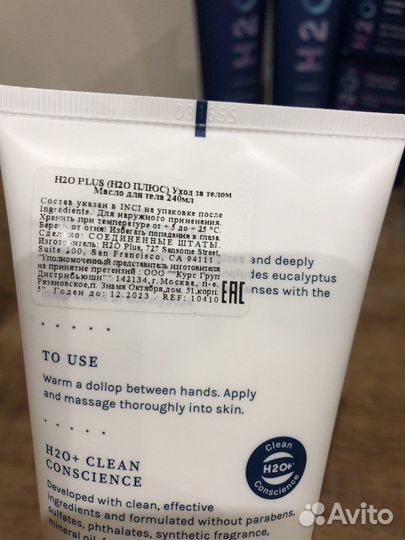 H2O
H2O PLUS (H2O ПЛЮС) Уход за телом
Масло для тела 240мл
Состав указан в INCI на упаковке после
ingredients. Для наружного применения.
Хранить при температуре от + 5 до + 25 °C.
Беречь от огня! Избегать попадания в глаза.
Сделано: СОЕДИНЕННЫЕ ШТАТЫ.
Изготовитель: H2O Plus, 727 Sansome Street,
Suite 200, San Francisco, CA 94111.
"Уполномоченный представитель изготовителя
на принятие претензий: ООО "Курс Груп
Дистрибьюшн"" 142134, г.Москва, п-е.
Рязановское, п. Знамя Октября, дом. 31, корп.
5" Годен до: 12.2023 . REF: 10410
EAC
and deeply
eucalyptus
nses with the
TO USE
Warm a dollop between hands. Apply
and massage thoroughly into skin.
H2O+ CLEAN
CONSCIENCE
Clean
H2O+
Conscience
Developed with clean, effective
ingredients and formulated without parabens,
sulfates, phthalates, synthetic fragrance,
mineral oil,
Avito